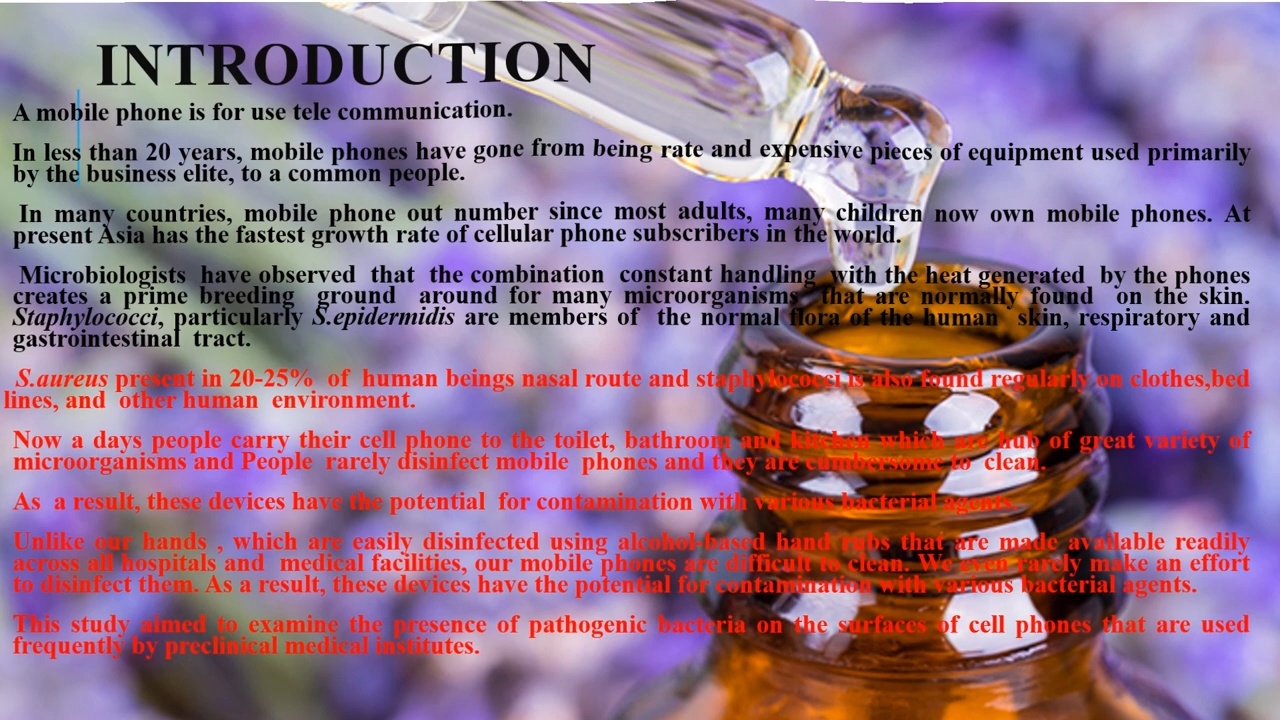 INTRODUCTION
A mobile phone is for use tele communication.
In less than 20 years, mobile phones have gone from being rate and expensive pieces of equipment used primarily
by the business elite, to a common people.
In many countries, mobile phone out number since most adults, many children now own mobile phones. At
present Asia has the fastest growth rate of cellular phone subscribers in the world.
Microbiologists have observed that the combination constant handling with the heat generated by the phones
creates a prime breeding ground around for many microorganisms that are normally found on the skin.
Staphylococci, particularly S.epidermidis are members of the normal flora of the human skin, respiratory and
gastrointestinal tract.
S.aureus present in 20-25% of human beings nasal route and staphylococci is also found regularly on clothes,bed
lines, and other human environment.
Now a days people carry their cell phone to the toilet, bathroom and kitchen which are hub of great variety of
microorganisms and People rarely disinfect mobile phones and they are cumbersome to clean.
As a result, these devices have the potential for contamination with various bacterial agents.
Unlike our hands , which are easily disinfected using alcohol-based hand rubs that are made available readily
across all hospitals and medical facilities, our mobile phones are difficult to clean. We even rarely make an effort
to disinfect them. As a result, these devices have the potential for contamination with various bacterial agents.
This study aimed to examine the presence of pathogenic bacteria on the surfaces of cell phones that are used
frequently by preclinical medical institutes.